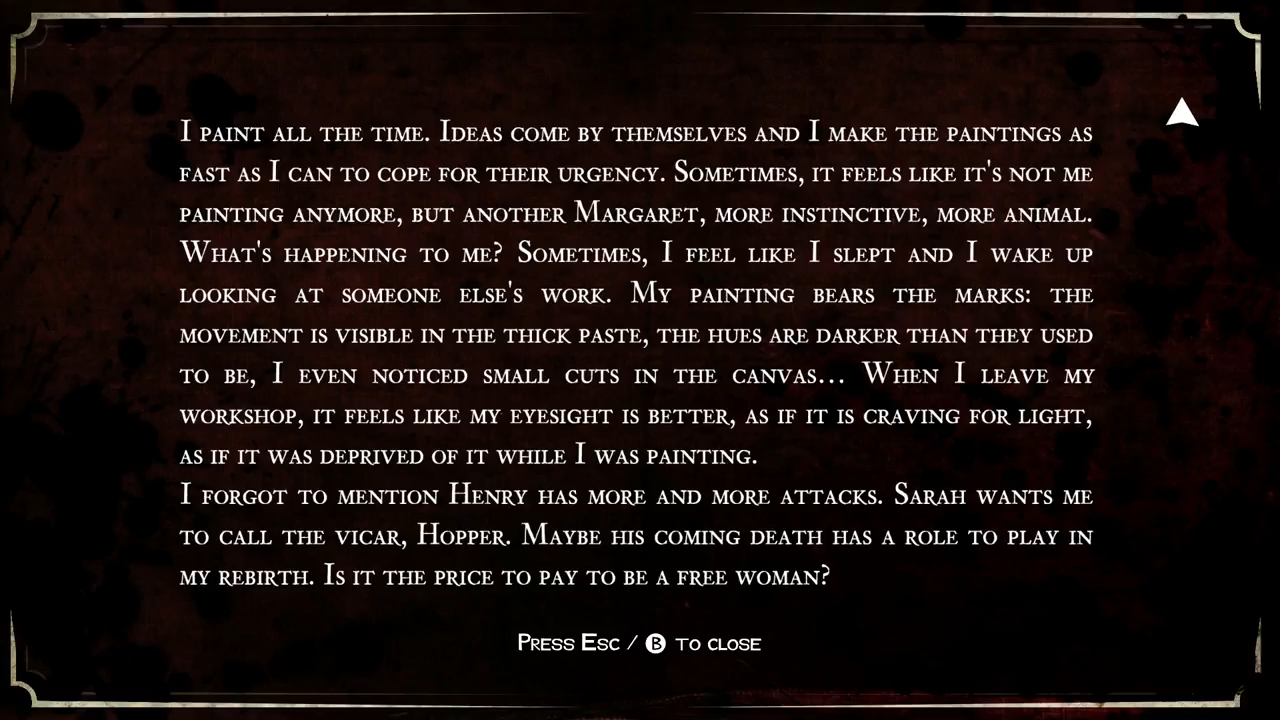 I paint all the time. Ideas come by themselves and I make the paintings as
fast as I can to cope for their urgency. Sometimes, it feels like it's not me
painting anymore, but another Margaret, more instinctive, more animal.
What's happening to me? Sometimes, I feel like I slept and I wake up
looking at someone else's work. My painting bears the marks: the
movement is visible in the thick paste, the hues are darker than they used
to be, I even noticed small cuts in the canvas... When I leave my
workshop, it feels like my eyesight is better, as if it is craving for light,
as if it was deprived of it while I was painting.
I forgot to mention Henry has more and more attacks. Sarah wants me
to call the vicar, Hopper. Maybe his coming death has a role to play in
my rebirth. Is it the price to pay to be a free woman?
Press Esc / B to close